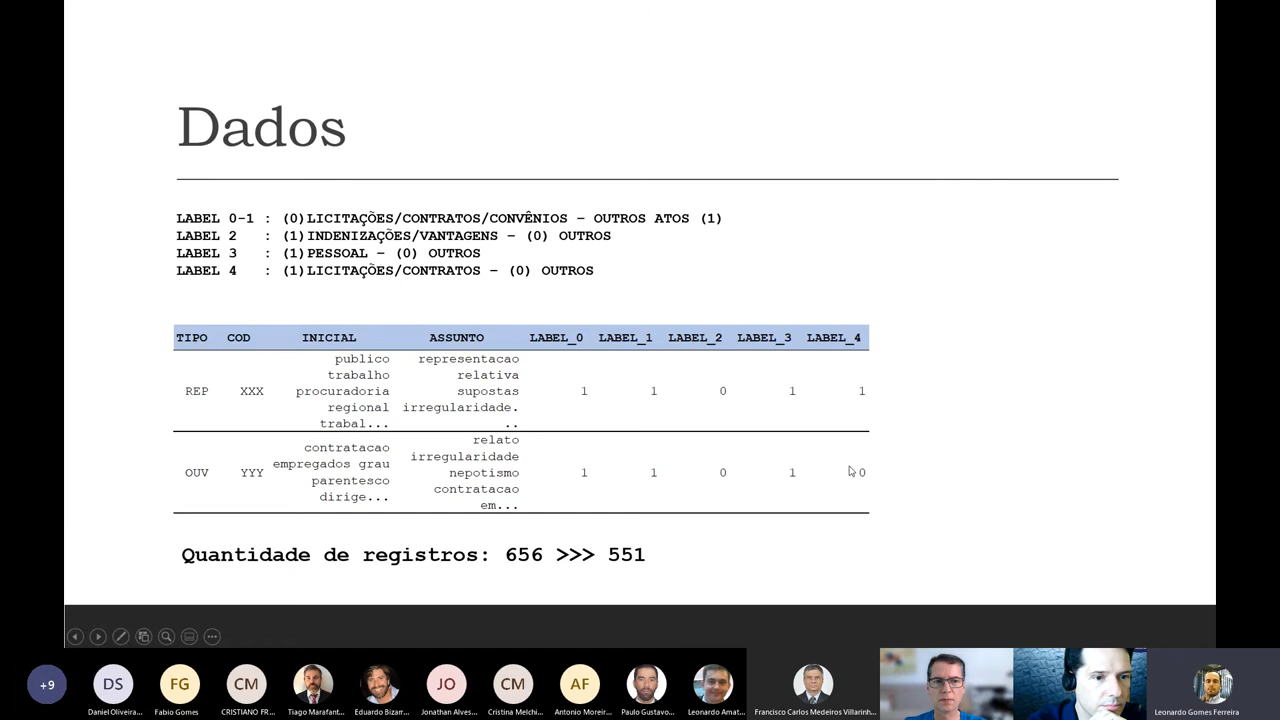 Dados
LABEL 0-1 : (0)LICITAÇÕES/CONTRATOS/CONVÊNIOS – OUTROS ATOS (1)
LABEL 2 : (1)INDENIZAÇÕES/VANTAGENS – (0) OUTROS
LABEL 3 : (1)PESSOAL – (0) OUTROS
LABEL 4 : (1)LICITAÇÕES/CONTRATOS – (0) OUTROS
TIPO COD INICIAL ASSUNTO LABEL_0 LABEL_1 LABEL_2 LABEL_3 LABEL_4
publico representacao
trabalho relativa
REP XXX procuradoria supostas 1 1 0 1 1
regional irregularidade.
trabal... ..
relato
contratacao irregularidade
empregados grau nepotismo
OUV YYY parentesco contratacao 1 1 0 1 0
dirige... em...
Quantidade de registros: 656 >>> 551
+9 DS FG CM JO CM AF
Daniel Oliveira... Fabio Gomes CRISTIANO FR... Tiago Marafant... Eduardo Bizarr... Jonathan Alves... Cristina Melchi... Antonio Moreir... Paulo Gustavo... Leonardo Amat... Francisco Carlos Medeiros Villarinh... Leonardo Gomes Ferreira